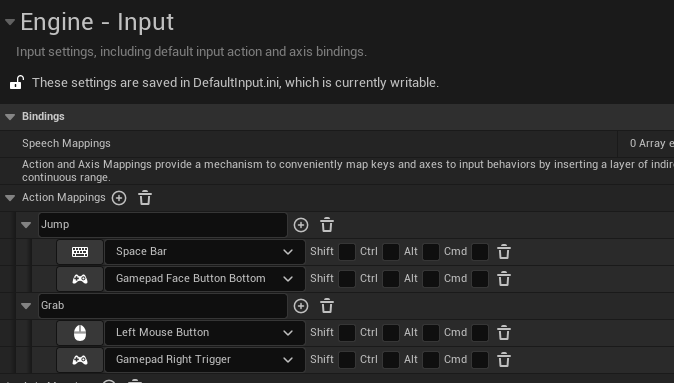 Engine - Input
Input settings, including default input action and axis bindings.
These settings are saved in DefaultInput.ini, which is currently writable.
Bindings
Speech Mappings 0 Array
Action and Axis Mappings provide a mechanism to conveniently map keys and axes to input behaviors by inserting a layer of
continuous range.
Action Mappings
Jump
Space Bar Shift Ctrl Alt Cmd
Gamepad Face Button Bottom Shift Ctrl Alt Cmd
Grab
Left Mouse Button Shift Ctrl Alt Cmd
Gamepad Right Trigger Shift Ctrl Alt Cmd